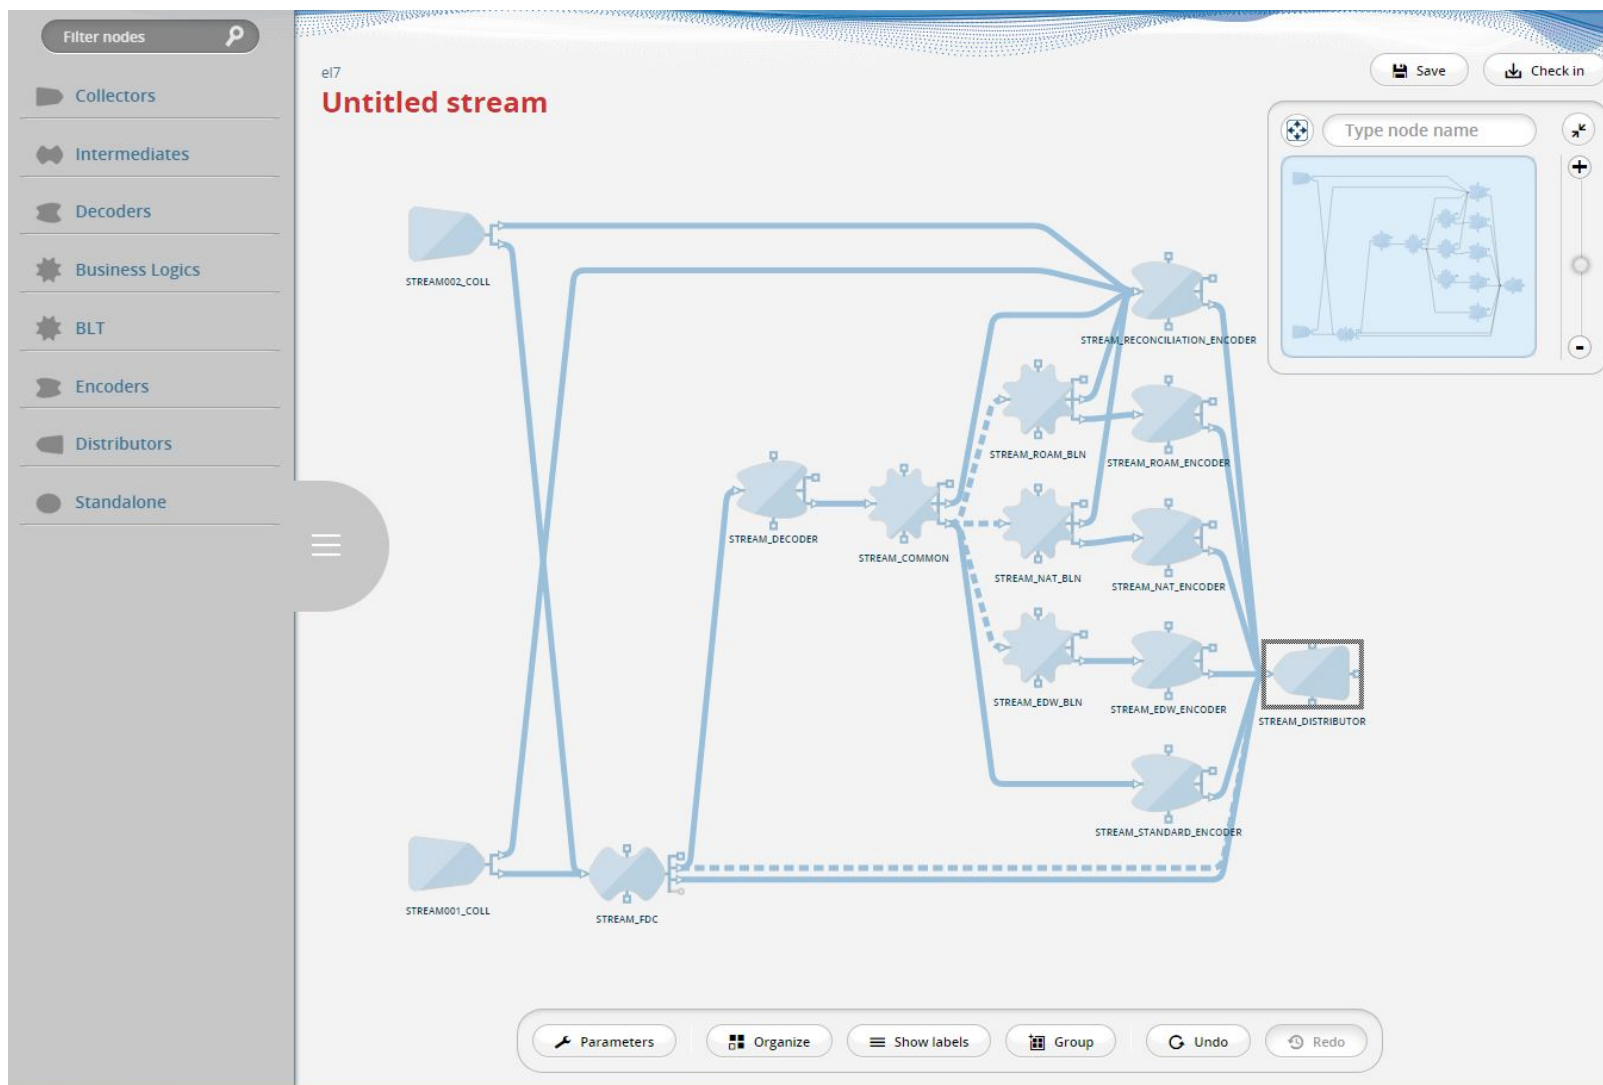 Filter nodes
Collectors
Intermediates
Decoders
Business Logics
BLT
Encoders
Distributors
Standalone
el7
Untitled stream
Save
Check in
Type node name
+
-
STREAM002_COLL
STREAM_RECONCILIATION_ENCODER
STREAM_ROAM_BLN
STREAM_ROAM_ENCODER
STREAM_DECODER
STREAM_COMMON
STREAM_NAT_BLN
STREAM_NAT_ENCODER
STREAM_EDW_BLN
STREAM_EDW_ENCODER
STREAM_DISTRIBUTOR
STREAM_STANDARD_ENCODER
STREAM001_COLL
STREAM_FDC
Parameters
Organize
Show labels
Group
Undo
Redo